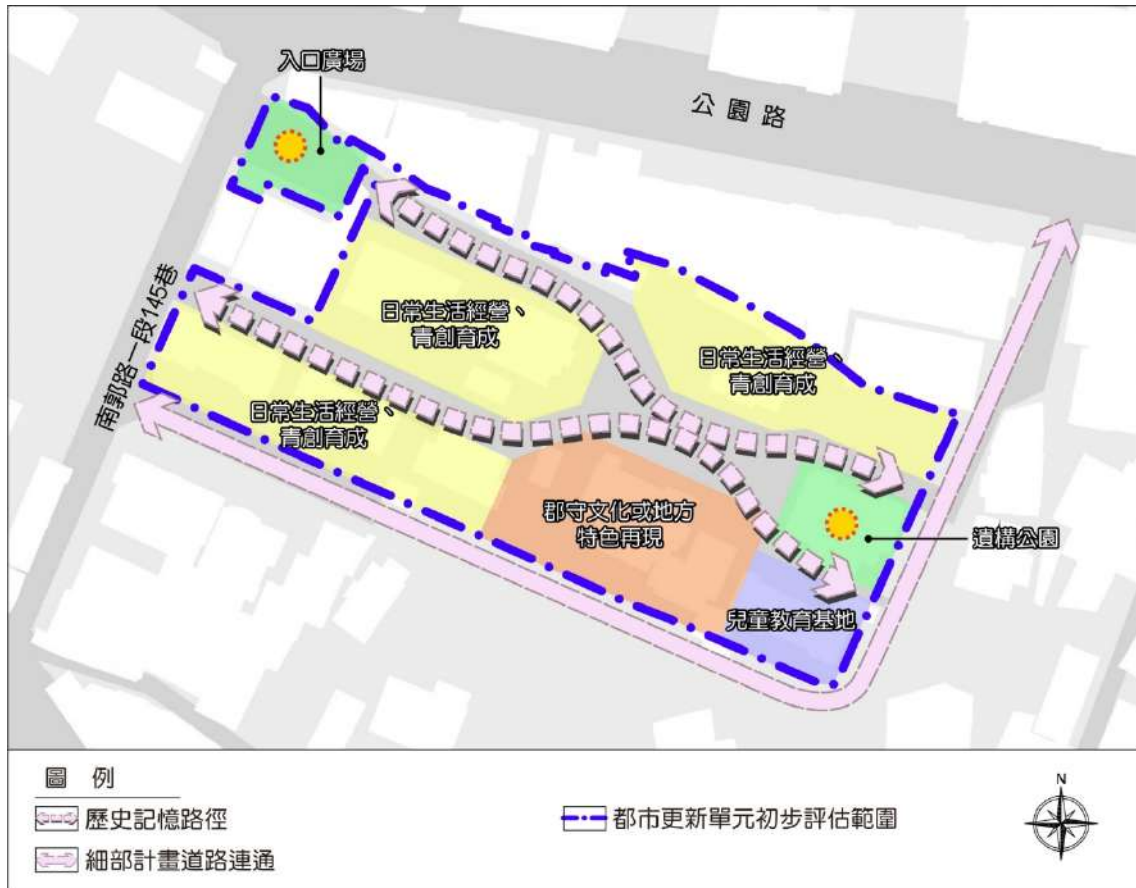 入口廣場
公園路
南郭路一段145巷
日常生活經營、
青創育成
日常生活經營、
青創育成
日常生活經營、
青創育成
郡守文化或地方
特色再現
遺構公園
兒童教育基地
圖 例
歷史記憶路徑
都市更新單元初步評估範圍
細部計畫道路連通
N